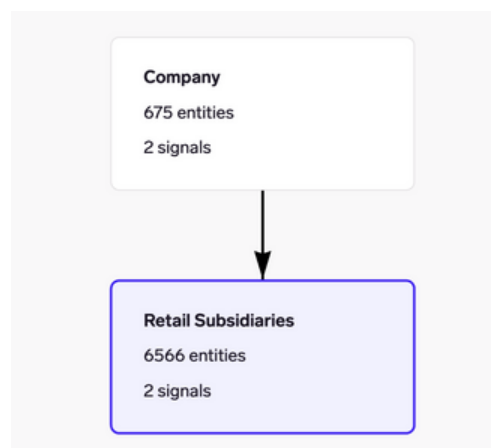 Company
675 entities
2 signals
Retail Subsidiaries
6566 entities
2 signals